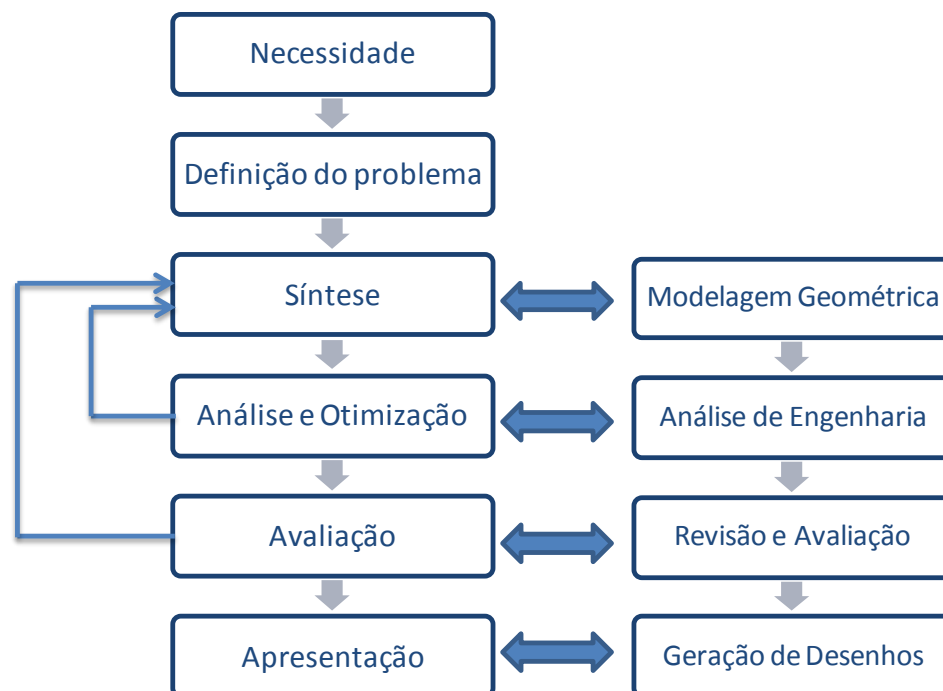 Necessidade
Definição do problema
Síntese
Modelagem Geométrica
Análise e Otimização
Análise de Engenharia
Avaliação
Revisão e Avaliação
Apresentação
Geração de Desenhos